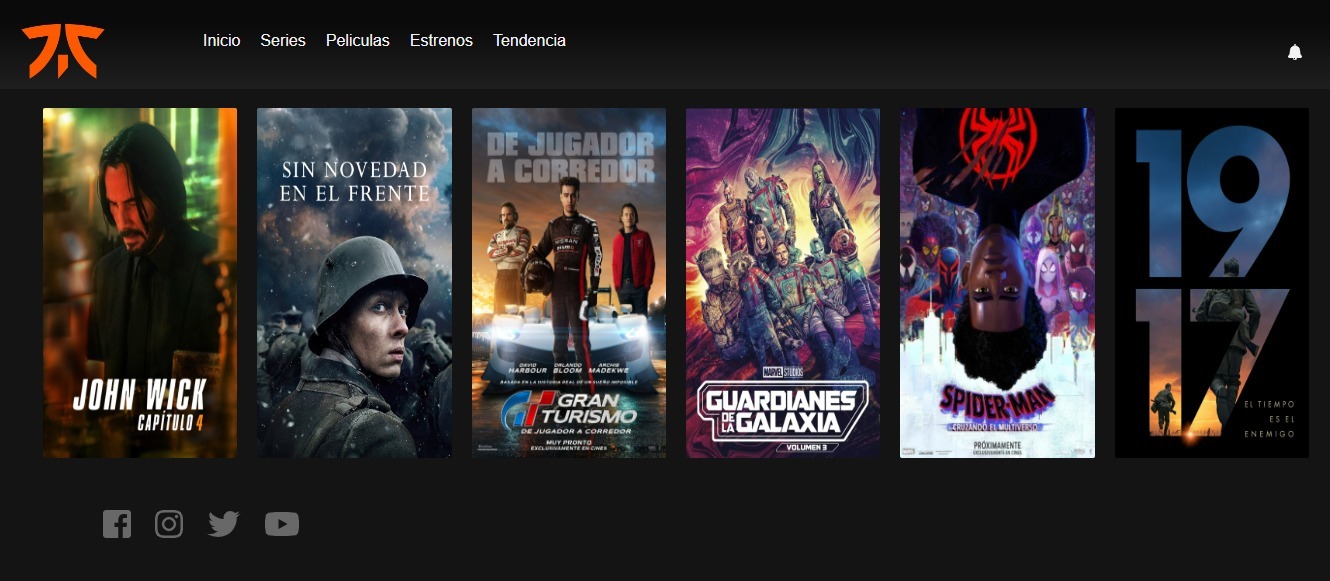 Inicio Series Peliculas Estrenos Tendencia
JOHN WICK
CAPÍTULO 4
SIN NOVEDAD
EN EL FRENTE
DE JUGADOR
A CORREDOR
NISSAN
DAVID HARBOUR ORLANDO BLOOM ARCHIE MADEKWE
BASADA EN LA HISTORIA REAL DE UN SUEÑO IMPOSIBLE
GRAN
TURISMO
DE JUGADOR A CORREDOR
MUY PRONTO
EXCLUSIVAMENTE EN CINES
MARVEL STUDIOS
GUARDIANES
DE LA GALAXIA
VOLUMEN 3
SPIDER-MAN
CRUZANDO EL MULTIVERSO
PRÓXIMAMENTE
EXCLUSIVAMENTE EN CINES
19
17
EL TIEMPO
ES EL
ENEMIGO